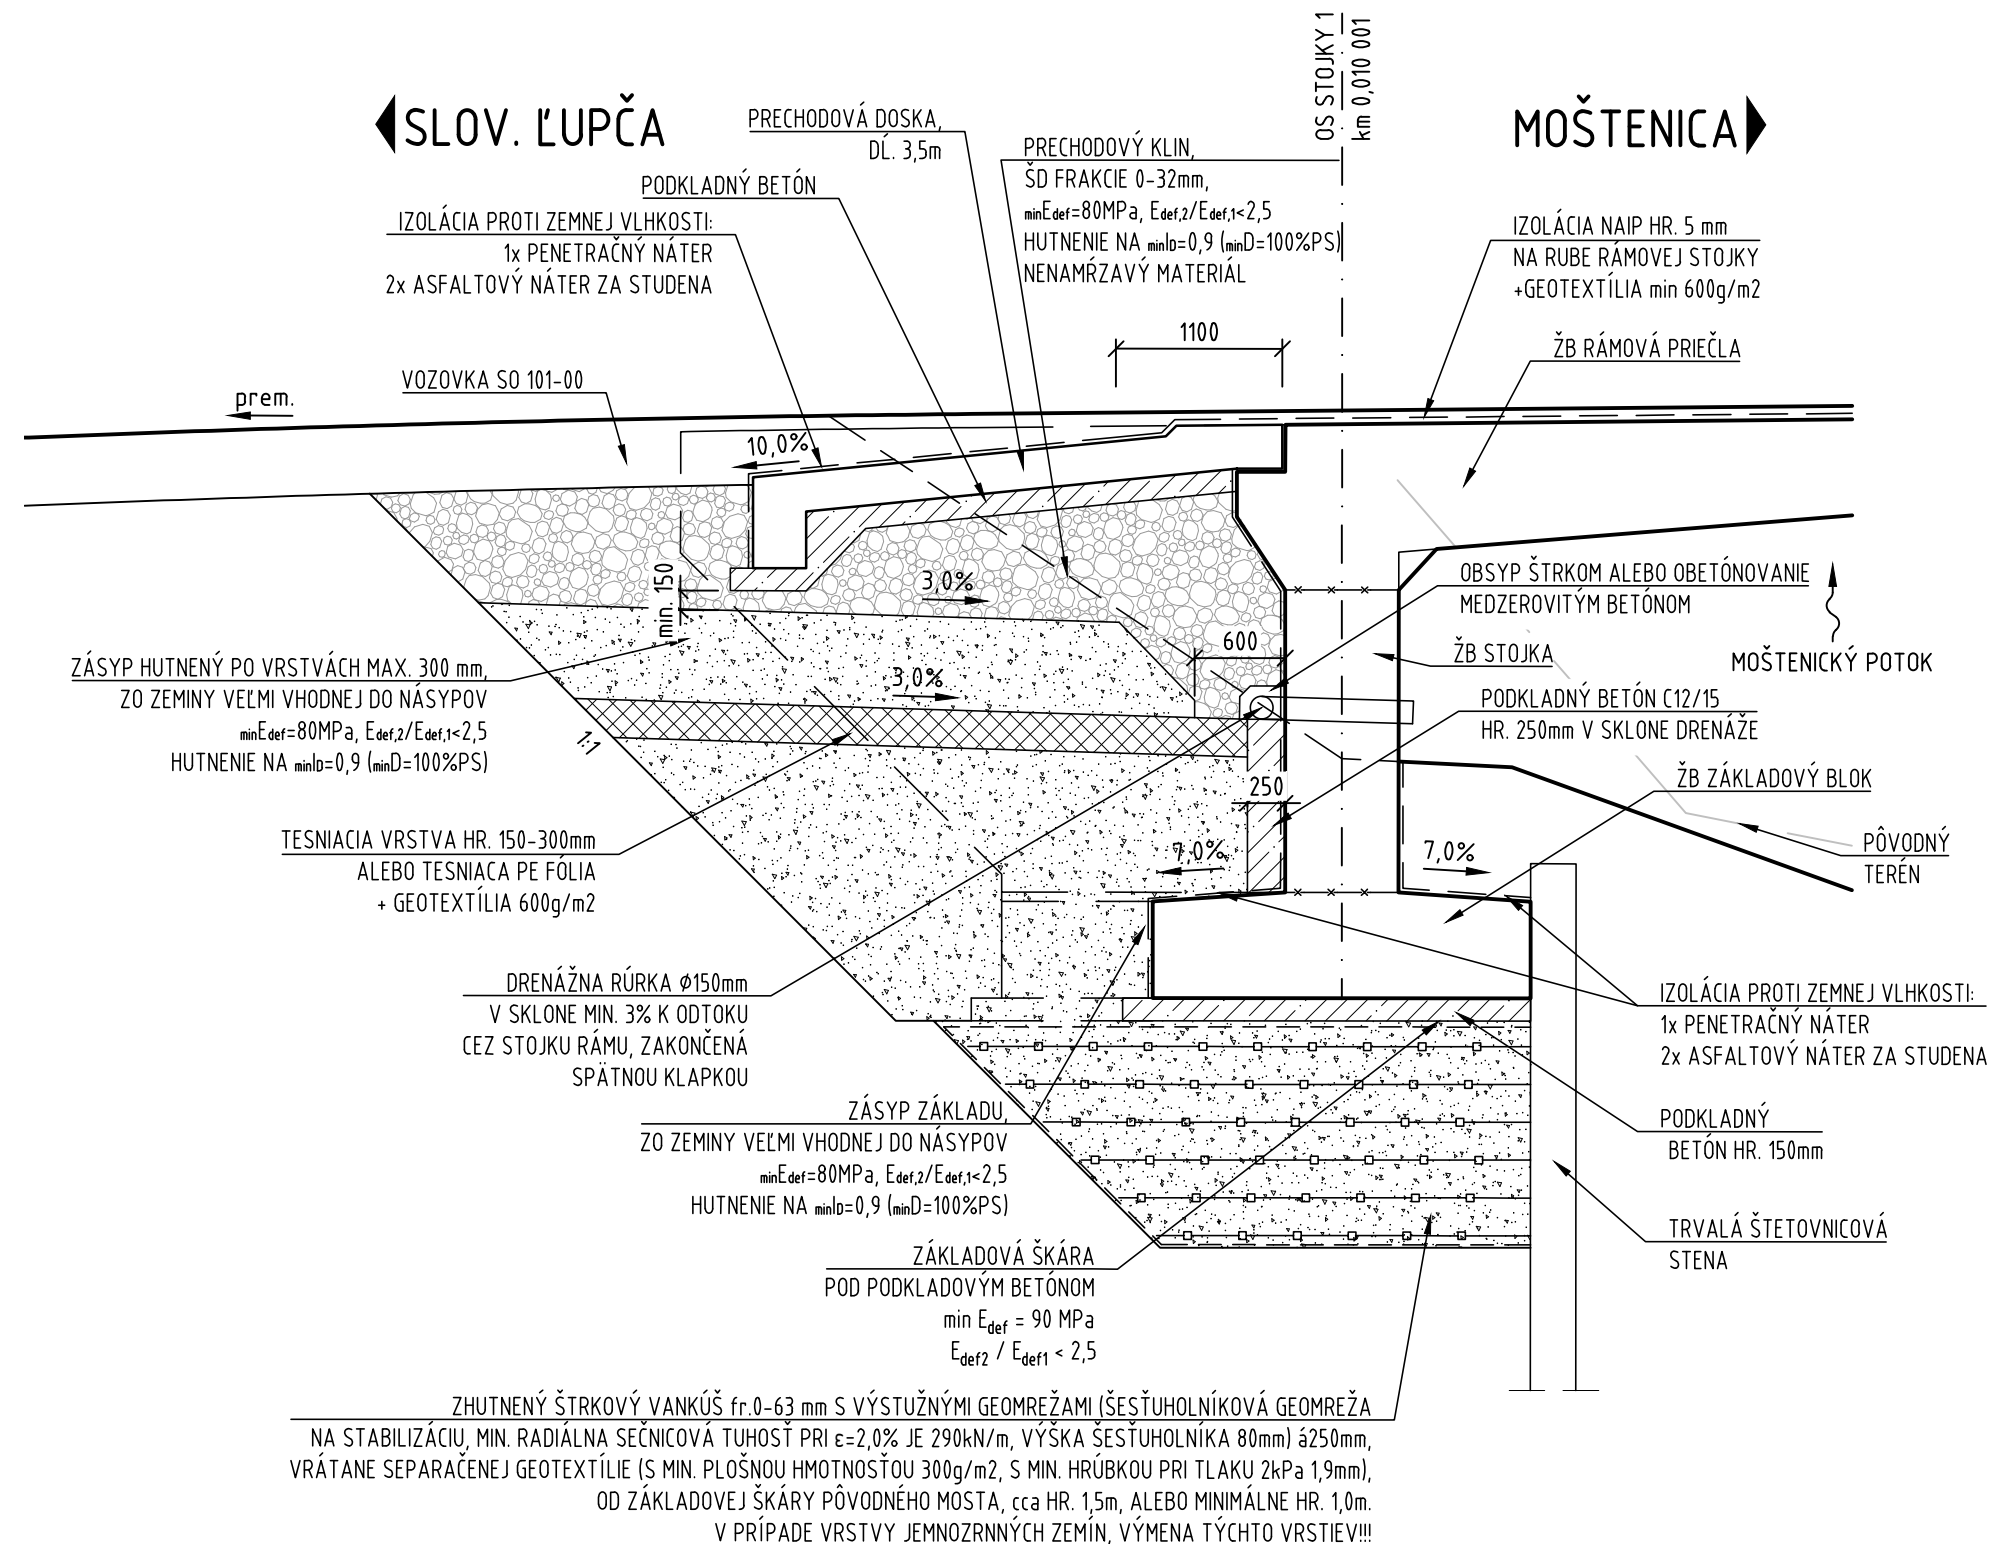 OS STOJKY 1
km 0,010 001
SLOV. ĽUPČA
MOŠTENICA
PRECHODOVÁ DOSKA,
DĹ. 3,5m
PRECHODOVÝ KLIN,
ŠD FRAKCIE 0-32mm,
minEdef=80MPa, Edef,2/Edef,1<2,5
HUTNENIE NA minID=0,9 (minD=100%PS)
NENAMŔZAVÝ MATERIÁL
PODKLADNÝ BETÓN
IZOLÁCIA PROTI ZEMNEJ VLHKOSTI:
1x PENETRAČNÝ NÁTER
2x ASFALTOVÝ NÁTER ZA STUDENA
IZOLÁCIA NAIP HR. 5 mm
NA RUBE RÁMOVEJ STOJKY
+GEOTEXTÍLIA min 600g/m2
1100
ŽB RÁMOVÁ PRIEČLA
VOZOVKA SO 101-00
prem.
10,0%
min. 150
3,0%
OBSYP ŠTRKOM ALEBO OBETÓNOVANIE
MEDZEROVITÝM BETÓNOM
600
ŽB STOJKA
MOŠTENICKÝ POTOK
ZÁSYP HUTNENÝ PO VRSTVÁCH MAX. 300 mm,
ZO ZEMINY VEĽMI VHODNEJ DO NÁSYPOV
minEdef=80MPa, Edef,2/Edef,1<2,5
HUTNENIE NA minID=0,9 (minD=100%PS)
3,0%
1:1
PODKLADNÝ BETÓN C12/15
HR. 250mm V SKLONE DRENÁŽE
250
ŽB ZÁKLADOVÝ BLOK
TESNIACA VRSTVA HR. 150-300mm
ALEBO TESNIACA PE FÓLIA
+ GEOTEXTÍLIA 600g/m2
7,0%
7,0%
PÔVODNÝ
TERÉN
DRENÁŽNA RÚRKA Ø150mm
V SKLONE MIN. 3% K ODTOKU
CEZ STOJKU RÁMU, ZAKONČENÁ
SPÄTNOU KLAPKOU
IZOLÁCIA PROTI ZEMNEJ VLHKOSTI:
1x PENETRAČNÝ NÁTER
2x ASFALTOVÝ NÁTER ZA STUDENA
ZÁSYP ZÁKLADU,
ZO ZEMINY VEĽMI VHODNEJ DO NÁSYPOV
minEdef=80MPa, Edef,2/Edef,1<2,5
HUTNENIE NA minID=0,9 (minD=100%PS)
PODKLADNÝ
BETÓN HR. 150mm
TRVALÁ ŠTETOVNICOVÁ
STENA
ZÁKLADOVÁ ŠKÁRA
POD PODKLADOVÝM BETÓNOM
min Edef = 90 MPa
Edef2 / Edef1 < 2,5
ZHUTNENÝ ŠTRKOVÝ VANKÚŠ fr.0-63 mm S VÝSTUŽNÝMI GEOMREŽAMI (ŠESŤUHOLNÍKOVÁ GEOMREŽA
NA STABILIZÁCIU, MIN. RADIÁLNA SEČNICOVÁ TUHOSŤ PRI ε=2,0% JE 290kN/m, VÝŠKA ŠESŤUHOLNÍKA 80mm) á250mm,
VRÁTANE SEPARAČENEJ GEOTEXTÍLIE (S MIN. PLOŠNOU HMOTNOSŤOU 300g/m2, S MIN. HRÚBKOU PRI TLAKU 2kPa 1,9mm),
OD ZÁKLADOVEJ ŠKÁRY PÔVODNÉHO MOSTA, cca HR. 1,5m, ALEBO MINIMÁLNE HR. 1,0m.
V PRÍPADE VRSTVY JEMNOZRNNÝCH ZEMÍN, VÝMENA TÝCHTO VRSTIEV!!!